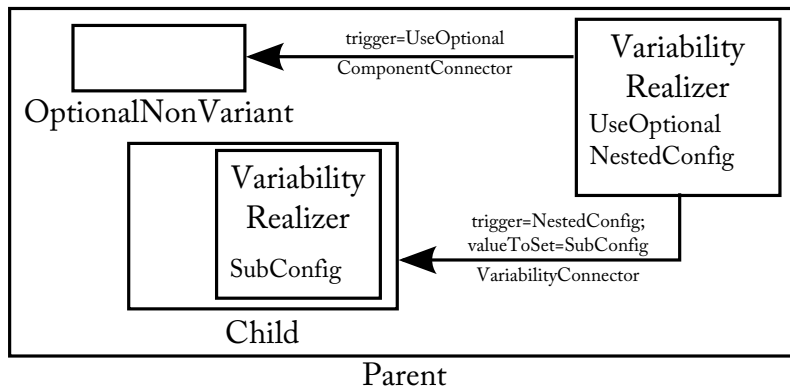 trigger=UseOptional
ComponentConnector
OptionalNonVariant
Variability
Realizer
UseOptional
NestedConfig
Variability
Realizer
SubConfig
trigger=NestedConfig;
valueToSet=SubConfig
VariabilityConnector
Child
Parent